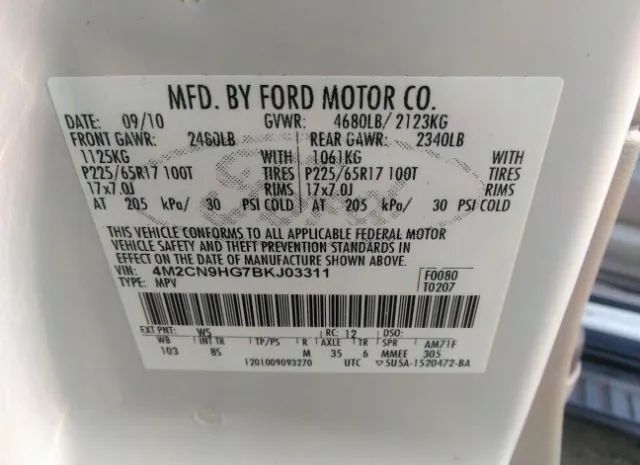 MFD. BY FORD MOTOR CO.
DATE: 09/10 GVWR: 4680LB/ 2123KG
FRONT GAWR: 2480LB REAR GAWR: 2340LB
1125KG WITH 1061KG WITH
P225/65R17 100T TIRES P225/65R17 100T TIRES
17x7.0J RIMS 17x7.0J RIMS
AT 205 kPa/ 30 PSI COLD AT 205 kPa/ 30 PSI COLD
THIS VEHICLE CONFORMS TO ALL APPLICABLE FEDERAL MOTOR
VEHICLE SAFETY AND THEFT PREVENTION STANDARDS IN
EFFECT ON THE DATE OF MANUFACTURE SHOWN ABOVE.
VIN: 4M2CN9HG7BKJ03311 F0080
TYPE: MPV T0207
EXT PNT: WS RC: 12 DSO:
WB INT TR TP/PS R AXLE TR SPR AM71F
103 BS M 35 6 MMEE 305
1201009093270 UTC 5U5A-1520472-BA